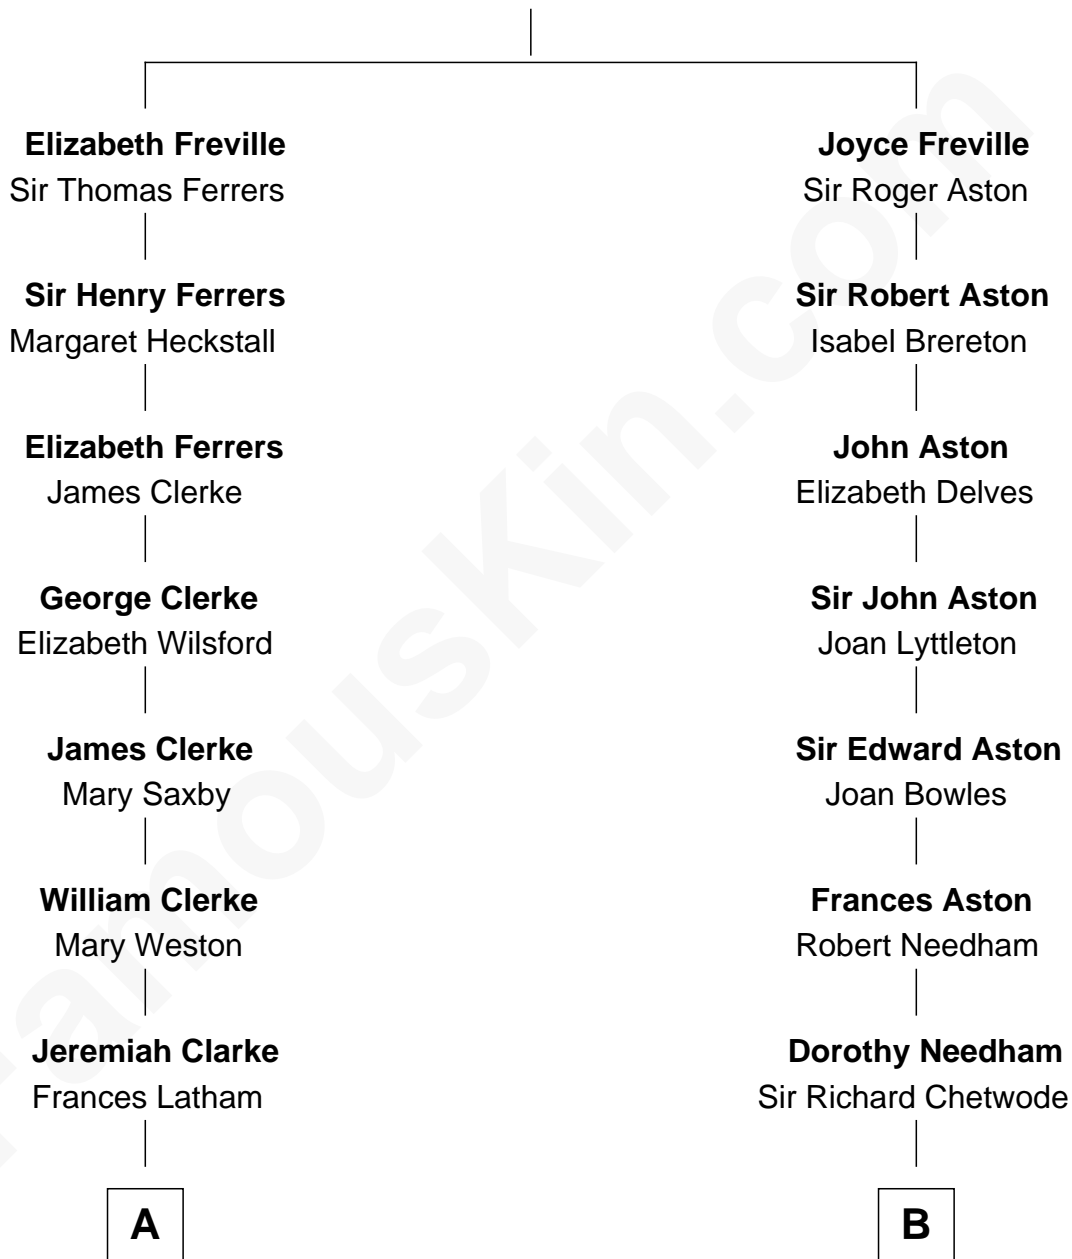 Elizabeth Freville
Sir Thomas Ferrers
Joyce Freville
Sir Roger Aston
Sir Henry Ferrers
Margaret Heckstall
Sir Robert Aston
Isabel Brereton
Elizabeth Ferrers
James Clerke
John Aston
Elizabeth Delves
George Clerke
Elizabeth Wilsford
Sir John Aston
Joan Lyttleton
James Clerke
Mary Saxby
Sir Edward Aston
Joan Bowles
William Clerke
Mary Weston
Frances Aston
Robert Needham
Jeremiah Clarke
Frances Latham
Dorothy Needham
Sir Richard Chetwode
A
B
FamousKin.com